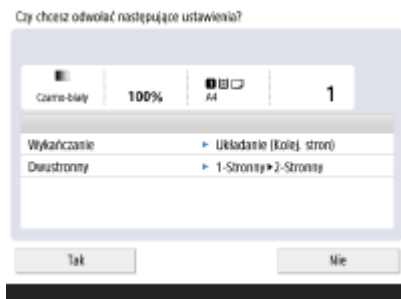 Czy chcesz odwołać następujące ustawienia?
Czarno-biały
100%
A4
1
Wykańczanie ▶ Układanie (Kolej. stron)
Dwustronny ▶ 1-Stronny▶2-Stronny
Tak
Nie